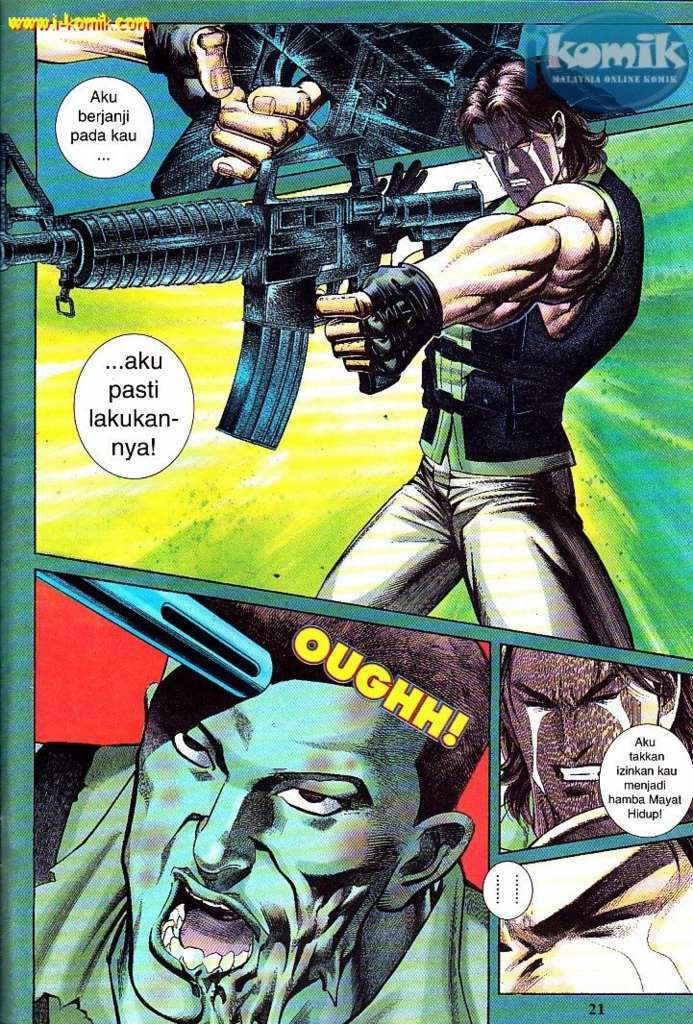 www.i-komik.com
ikomik
MALAYSIA ONLINE KOMIK
Aku
berjanji
pada kau
...
...aku
pasti
lakukan-
nya!
OUGHH!
Aku
takkan
izinkan kau
menjadi
hamba Mayat
Hidup!
......
21